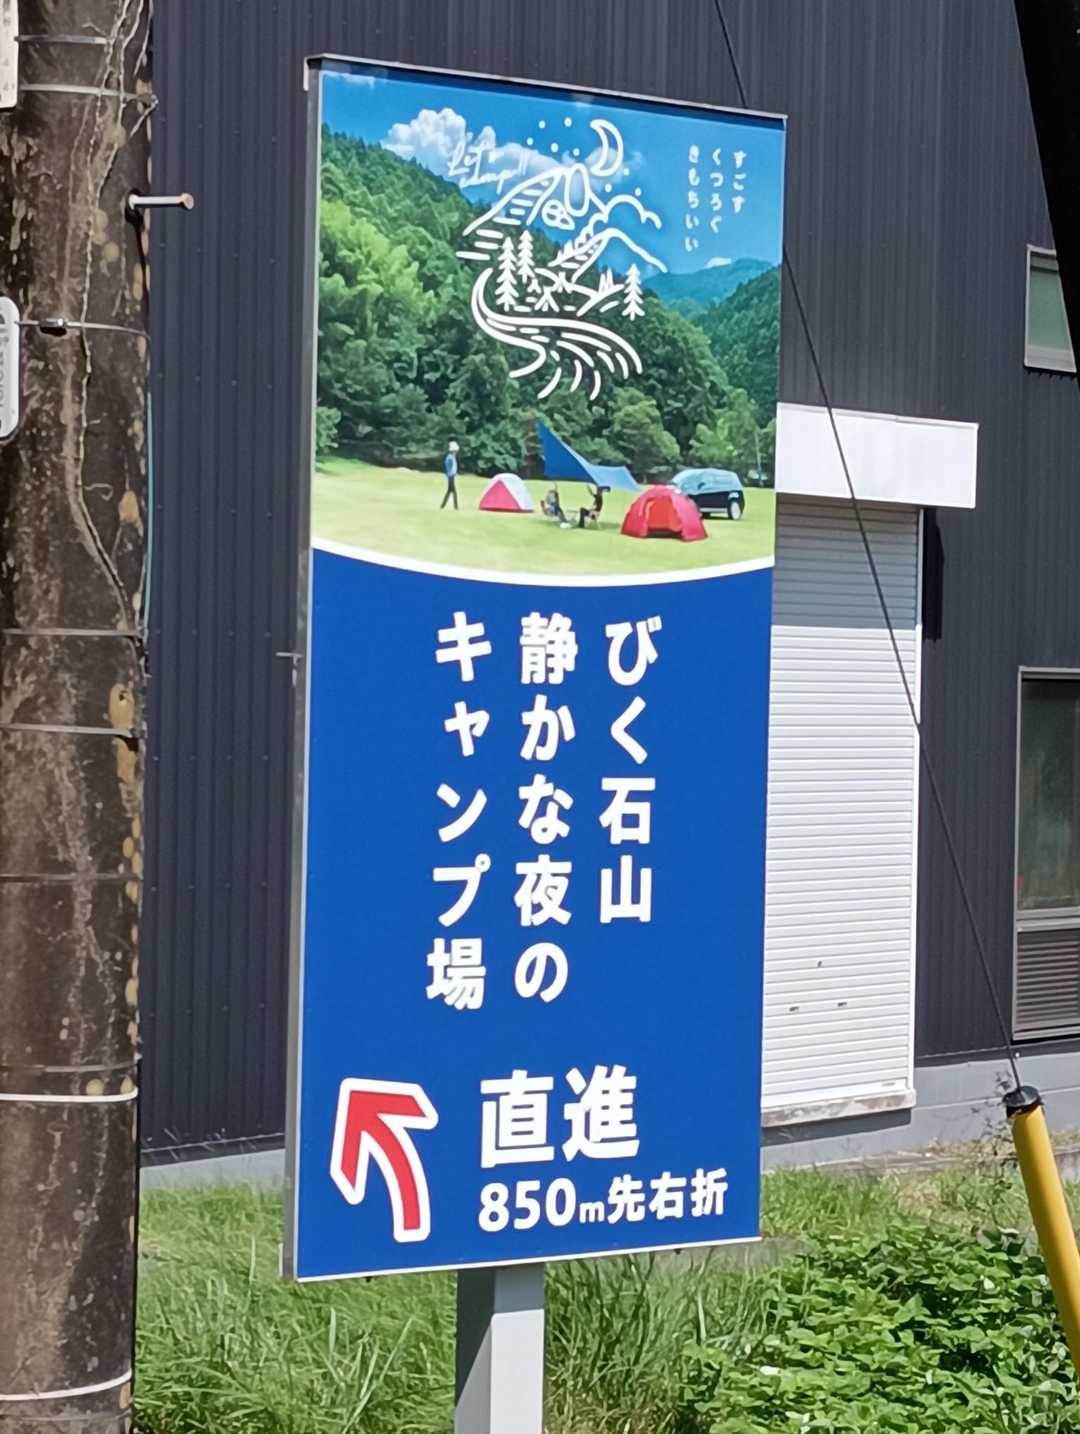 すごす
くつろぐ
きもちいい
びく石山
静かな夜の
キャンプ場
直進
850m先右折